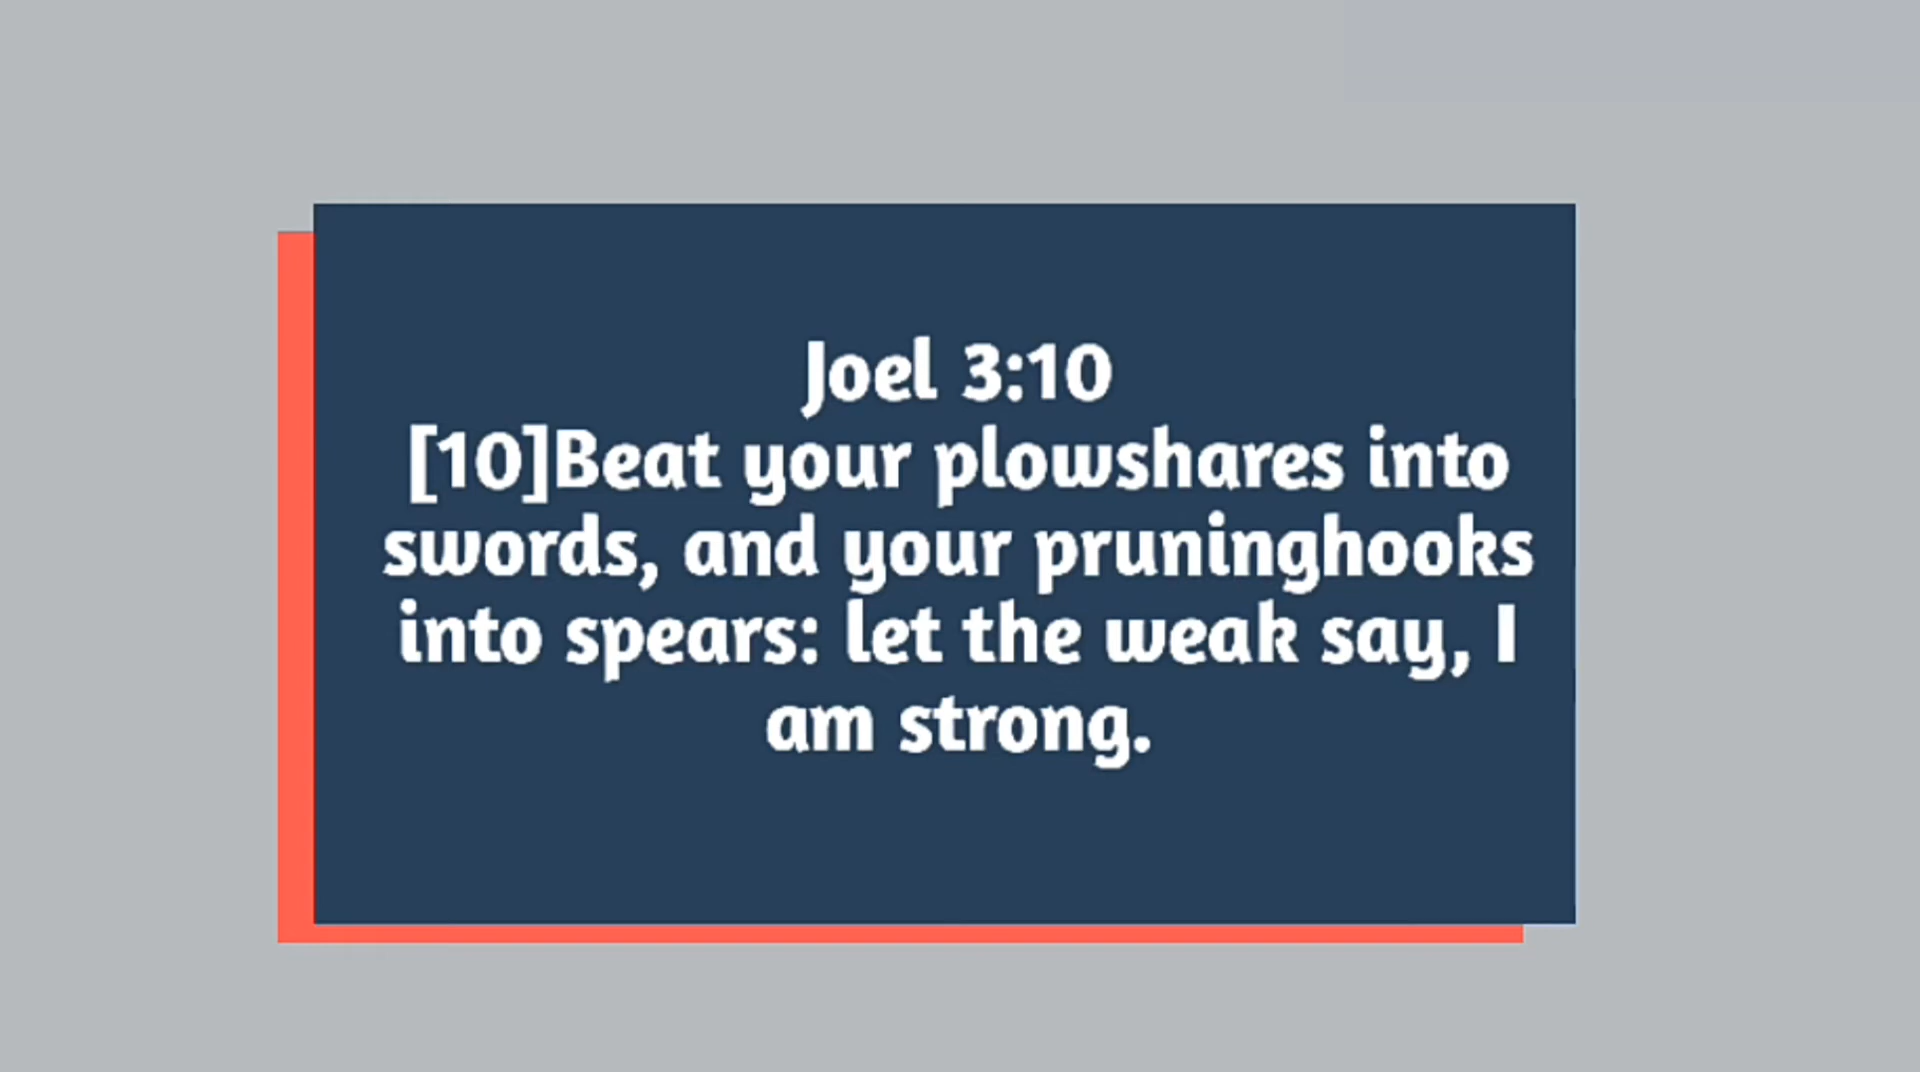 Joel 3:10
[10]Beat your plowshares into
swords, and your pruninghooks
into spears: let the weak say, I
am strong.